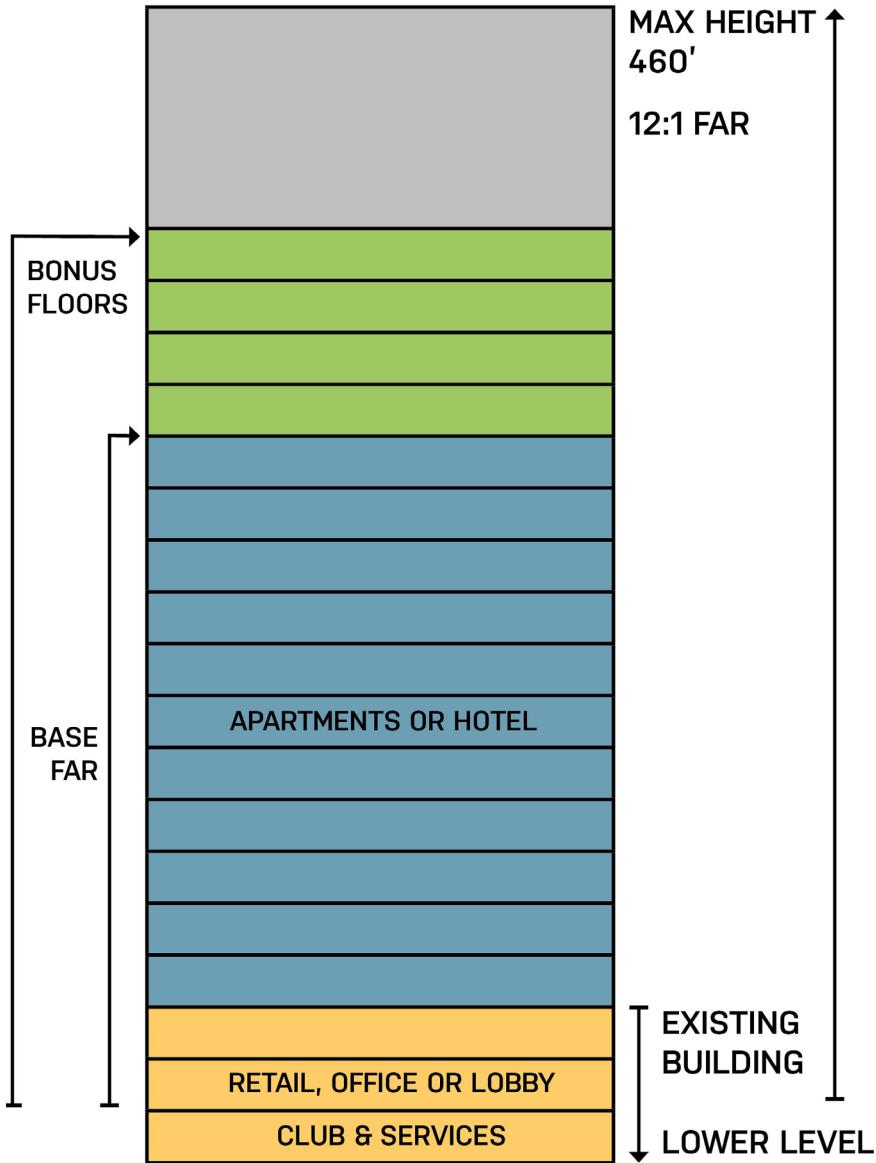 MAX HEIGHT
460'
12:1 FAR
BONUS
FLOORS
BASE
FAR
APARTMENTS OR HOTEL
EXISTING
BUILDING
RETAIL, OFFICE OR LOBBY
CLUB & SERVICES
LOWER LEVEL